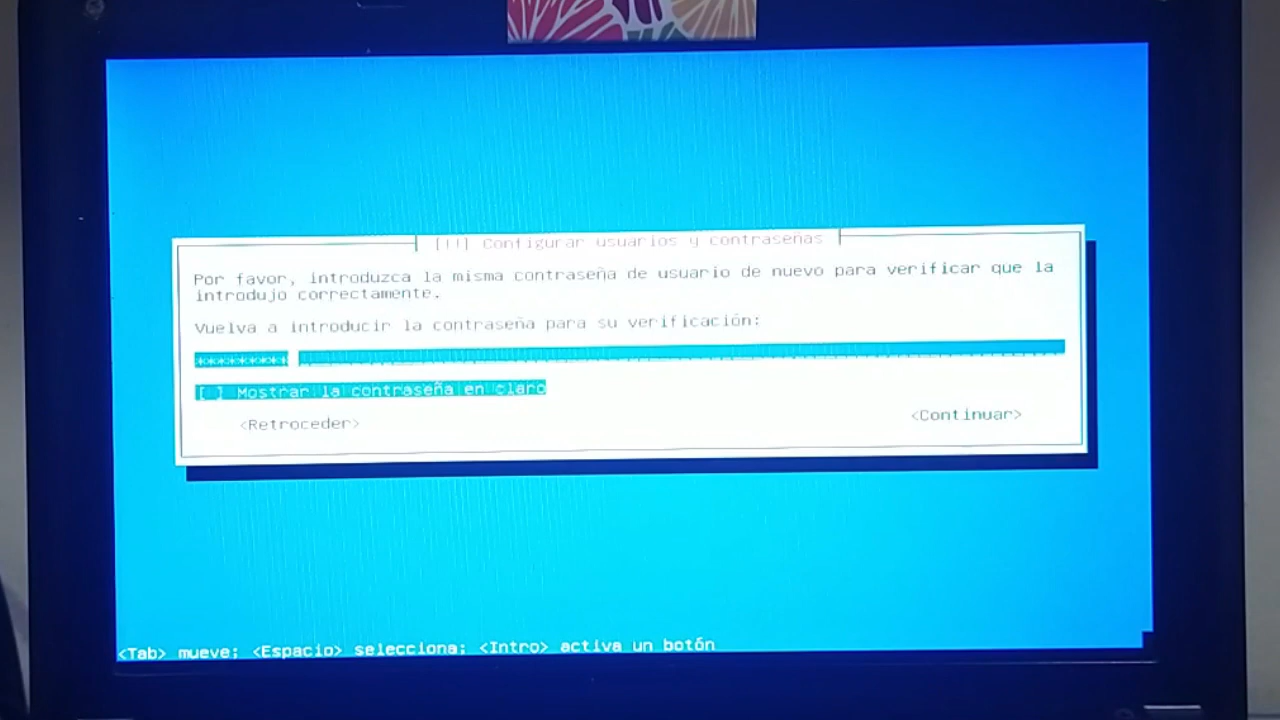 [!!] Configurar usuarios y contraseñas
Por favor, introduzca la misma contraseña de usuario de nuevo para verificar que la
introdujo correctamente.
Vuelva a introducir la contraseña para su verificación:
*********
[ ] Mostrar la contraseña en claro
<Retroceder>
<Continuar>
<Tab> mueve; <Espacio> selecciona; <Intro> activa un botón